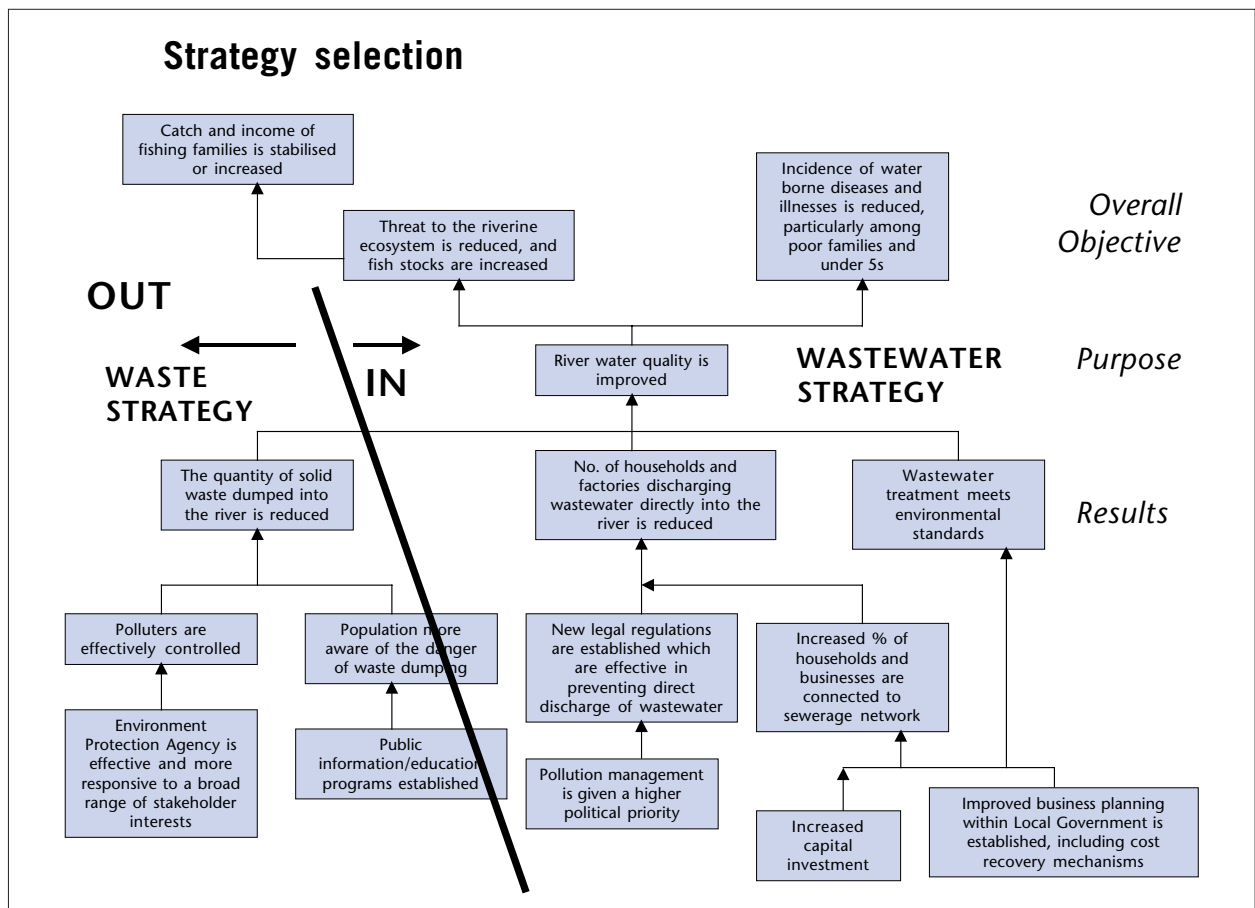 Strategy selection
Catch and income of
fishing families is stabilised
or increased
Incidence of water
borne diseases and
illnesses is reduced,
particularly among
poor families and
under 5s
Overall
Objective
Threat to the riverine
ecosystem is reduced, and
fish stocks are increased
OUT
WASTE
STRATEGY
IN
River water quality is
improved
WASTEWATER
STRATEGY
Purpose
The quantity of solid
waste dumped into
the river is reduced
No. of households and
factories discharging
wastewater directly into the
river is reduced
Wastewater
treatment meets
environmental
standards
Results
Polluters are
effectively controlled
Population more
aware of the danger
of waste dumping
New legal regulations
are established which
are effective in
preventing direct
discharge of wastewater
Increased % of
households and
businesses are
connected to
sewerage network
Environment
Protection Agency is
effective and more
responsive to a broad
range of stakeholder
interests
Public
information/education
programs established
Pollution management
is given a higher
political priority
Increased
capital
investment
Improved business planning
within Local Government is
established, including cost
recovery mechanisms